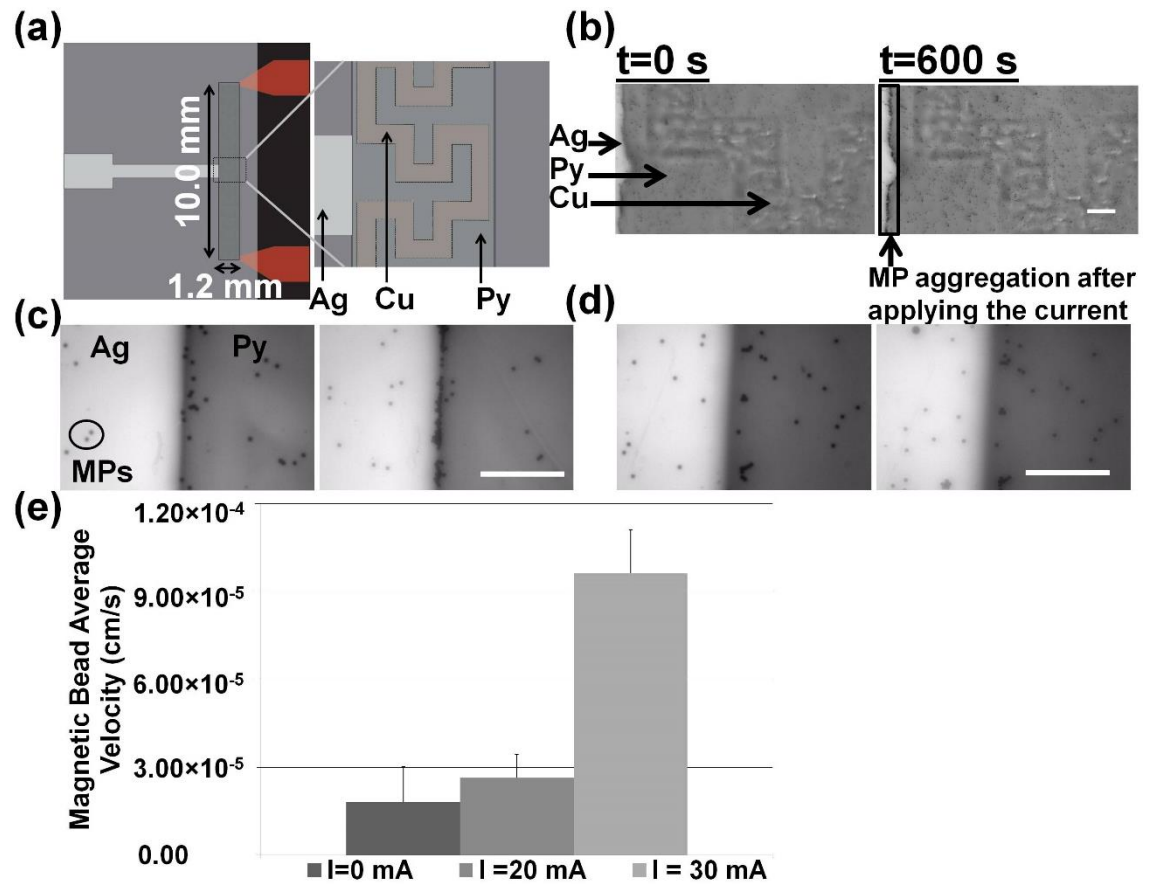 (a)
10.0 mm
1.2 mm
Ag
Cu
Py
(b)
t=0 s
t=600 s
Ag
Py
Cu
MP aggregation after
applying the current
(c)
Ag
Py
MPs
(d)
(e)
Magnetic Bead Average
Velocity (cm/s)
1.20×10⁻⁴
9.00×10⁻⁵
6.00×10⁻⁵
3.00×10⁻⁵
0.00
I=0 mA
I =20 mA
I = 30 mA